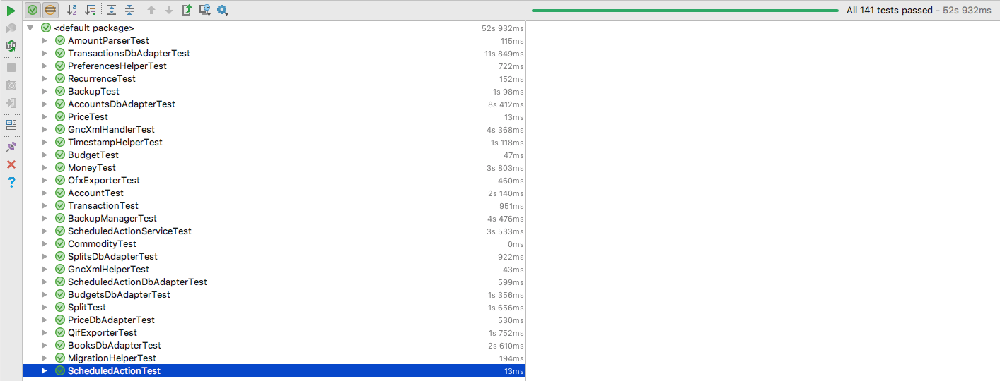 All 141 tests passed - 52s 932ms
<default package> 52s 932ms
AmountParserTest 115ms
TransactionsDbAdapterTest 11s 849ms
PreferencesHelperTest 722ms
RecurrenceTest 152ms
BackupTest 1s 98ms
AccountsDbAdapterTest 8s 412ms
PriceTest 13ms
GncXmlHandlerTest 4s 368ms
TimestampHelperTest 1s 118ms
BudgetTest 47ms
MoneyTest 3s 803ms
OfxExporterTest 460ms
AccountTest 2s 140ms
TransactionTest 951ms
BackupManagerTest 4s 476ms
ScheduledActionServiceTest 3s 533ms
CommodityTest 0ms
SplitsDbAdapterTest 922ms
GncXmlHelperTest 43ms
ScheduledActionDbAdapterTest 599ms
BudgetsDbAdapterTest 1s 356ms
SplitTest 1s 656ms
PriceDbAdapterTest 530ms
QifExporterTest 1s 752ms
BooksDbAdapterTest 2s 610ms
MigrationHelperTest 194ms
ScheduledActionTest 13ms